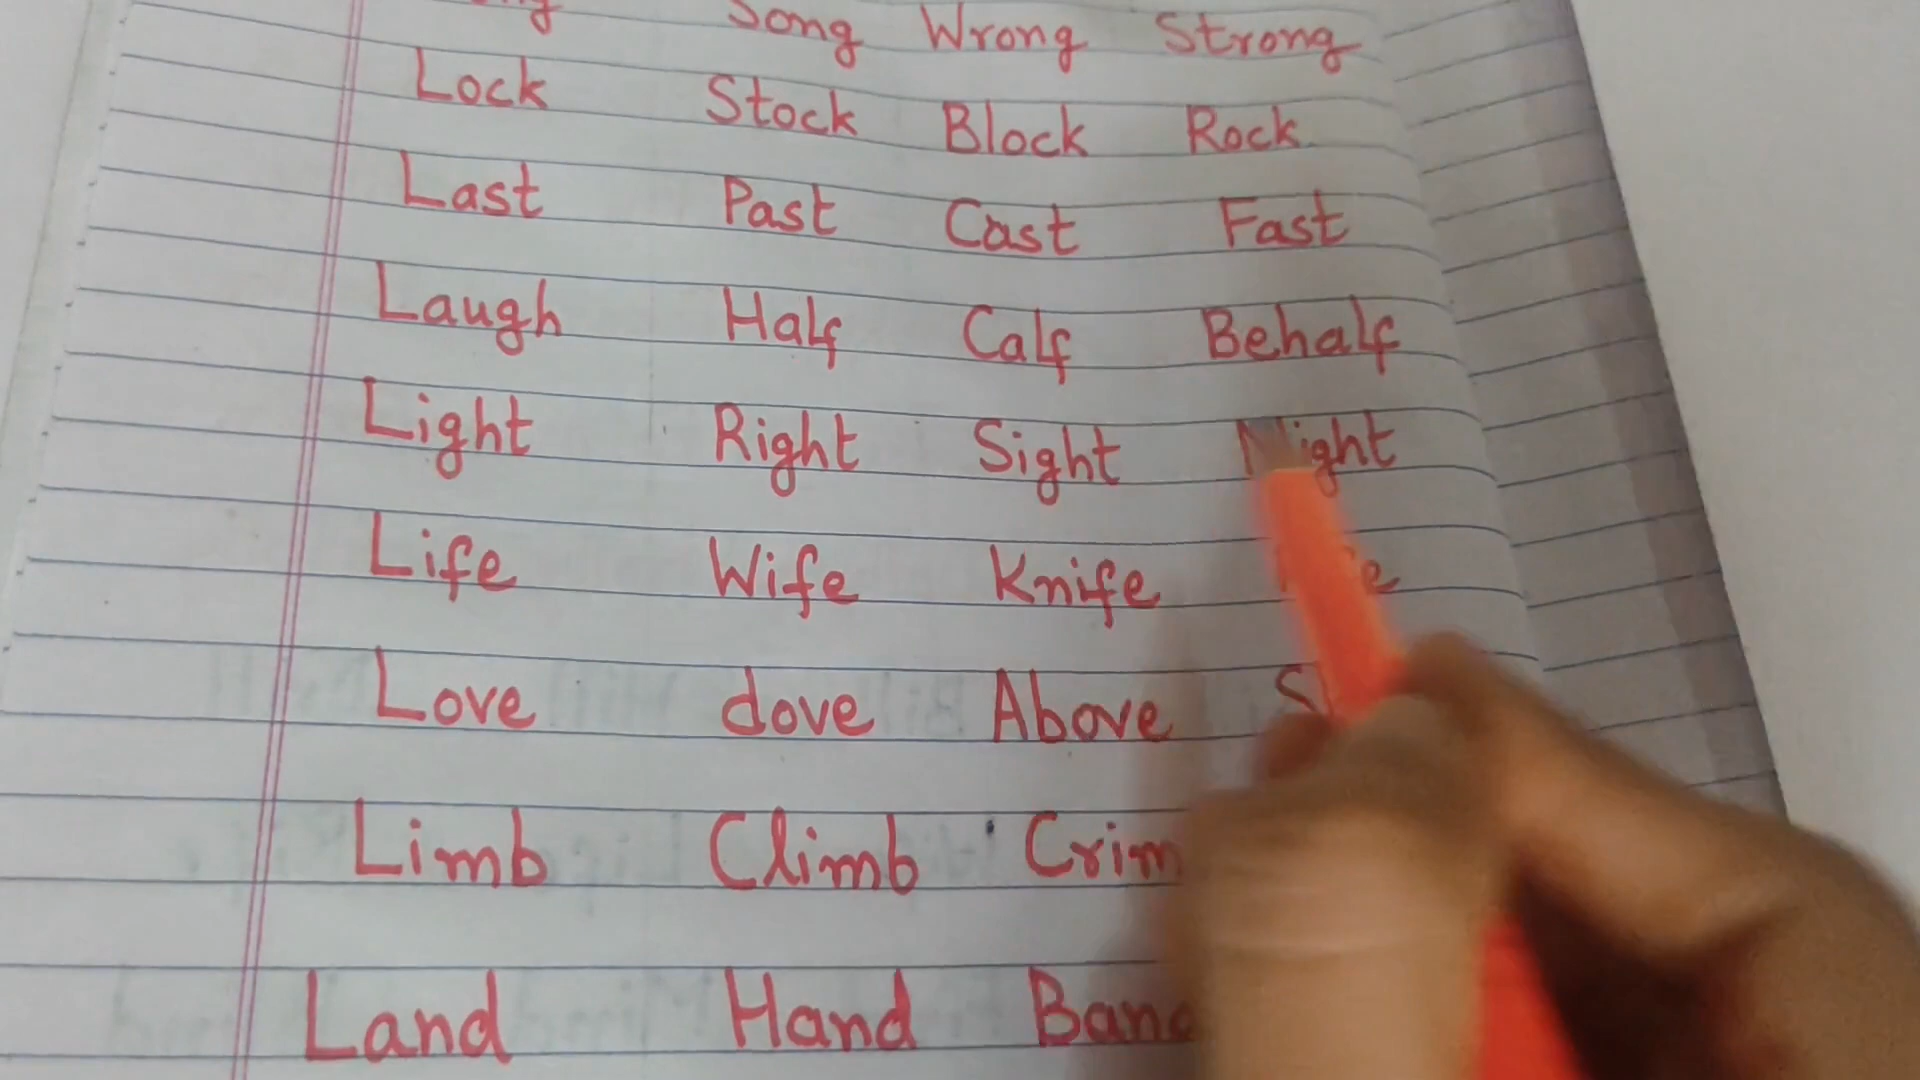 Song Wrong Strong
Lock Stock Block Rock
Last Past Cast Fast
Laugh Half Calf Behalf
Light Right Sight Night
Life Wife Knife
Love dove Above
Limb Climb
Land Hand